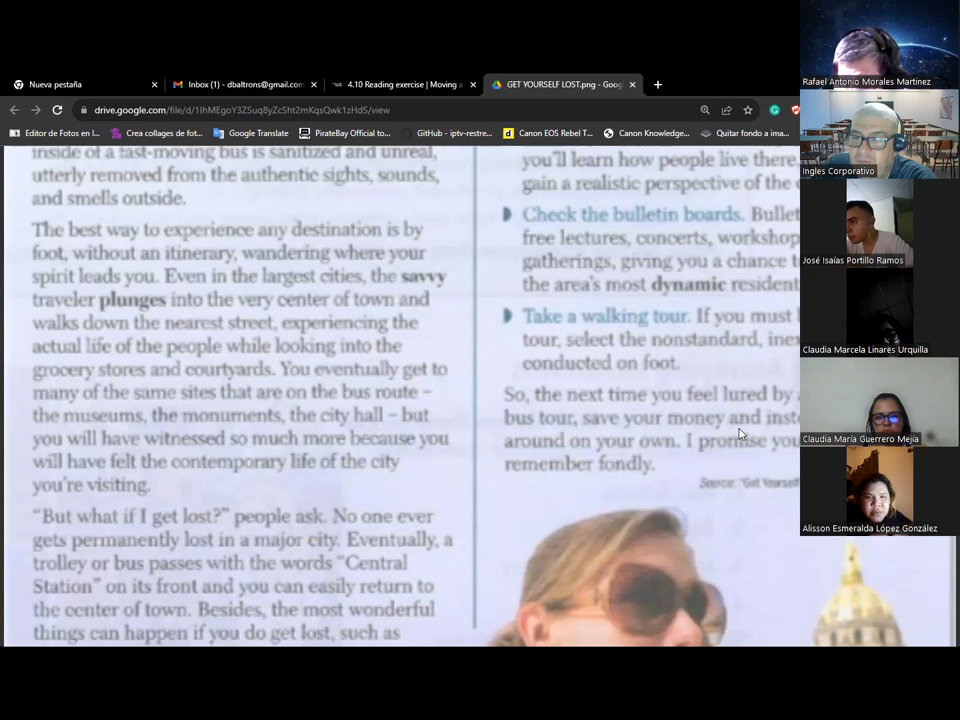 Nueva pestaña
Inbox (1) - dbaltrons@gmail.com
4.10 Reading exercise | Moving a
GET YOURSELF LOST.png - Goog
drive.google.com/file/d/1IhMEgoY3ZSuq8yZcSht2mKqsQwk1zHdS/view
Editor de Fotos en l...
Crea collages de fot...
Google Translate
PirateBay Official to...
GitHub - iptv-restre...
Canon EOS Rebel T...
Canon Knowledge...
Quitar fondo a ima...
inside of a fast-moving bus is sanitized and unreal,
utterly removed from the authentic sights, sounds,
and smells outside.
The best way to experience any destination is by
foot, without an itinerary, wandering where your
spirit leads you. Even in the largest cities, the savvy
traveler plunges into the very center of town and
walks down the nearest street, experiencing the
actual life of the people while looking into the
grocery stores and courtyards. You eventually get to
many of the same sites that are on the bus route –
the museums, the monuments, the city hall – but
you will have witnessed so much more because you
will have felt the contemporary life of the city
you're visiting.
"But what if I get lost?" people ask. No one ever
gets permanently lost in a major city. Eventually, a
trolley or bus passes with the words "Central
Station" on its front and you can easily return to
the center of town. Besides, the most wonderful
things can happen if you do get lost, such as
you'll learn how people live there.
gain a realistic perspective of the
Check the bulletin boards. Bullet
free lectures, concerts, workshop
gatherings, giving you a chance t
the area's most dynamic resident
Take a walking tour. If you must
tour, select the nonstandard, ine
conducted on foot.
So, the next time you feel lured by
bus tour, save your money and inst
around on your own. I promise you
remember fondly.
Source: "Get Yourself
Rafael Antonio Morales Martinez
Ingles Corporativo
José Isaías Portillo Ramos
Claudia Marcela Linares Urquilla
Claudia María Guerrero Mejía
Alisson Esmeralda López González